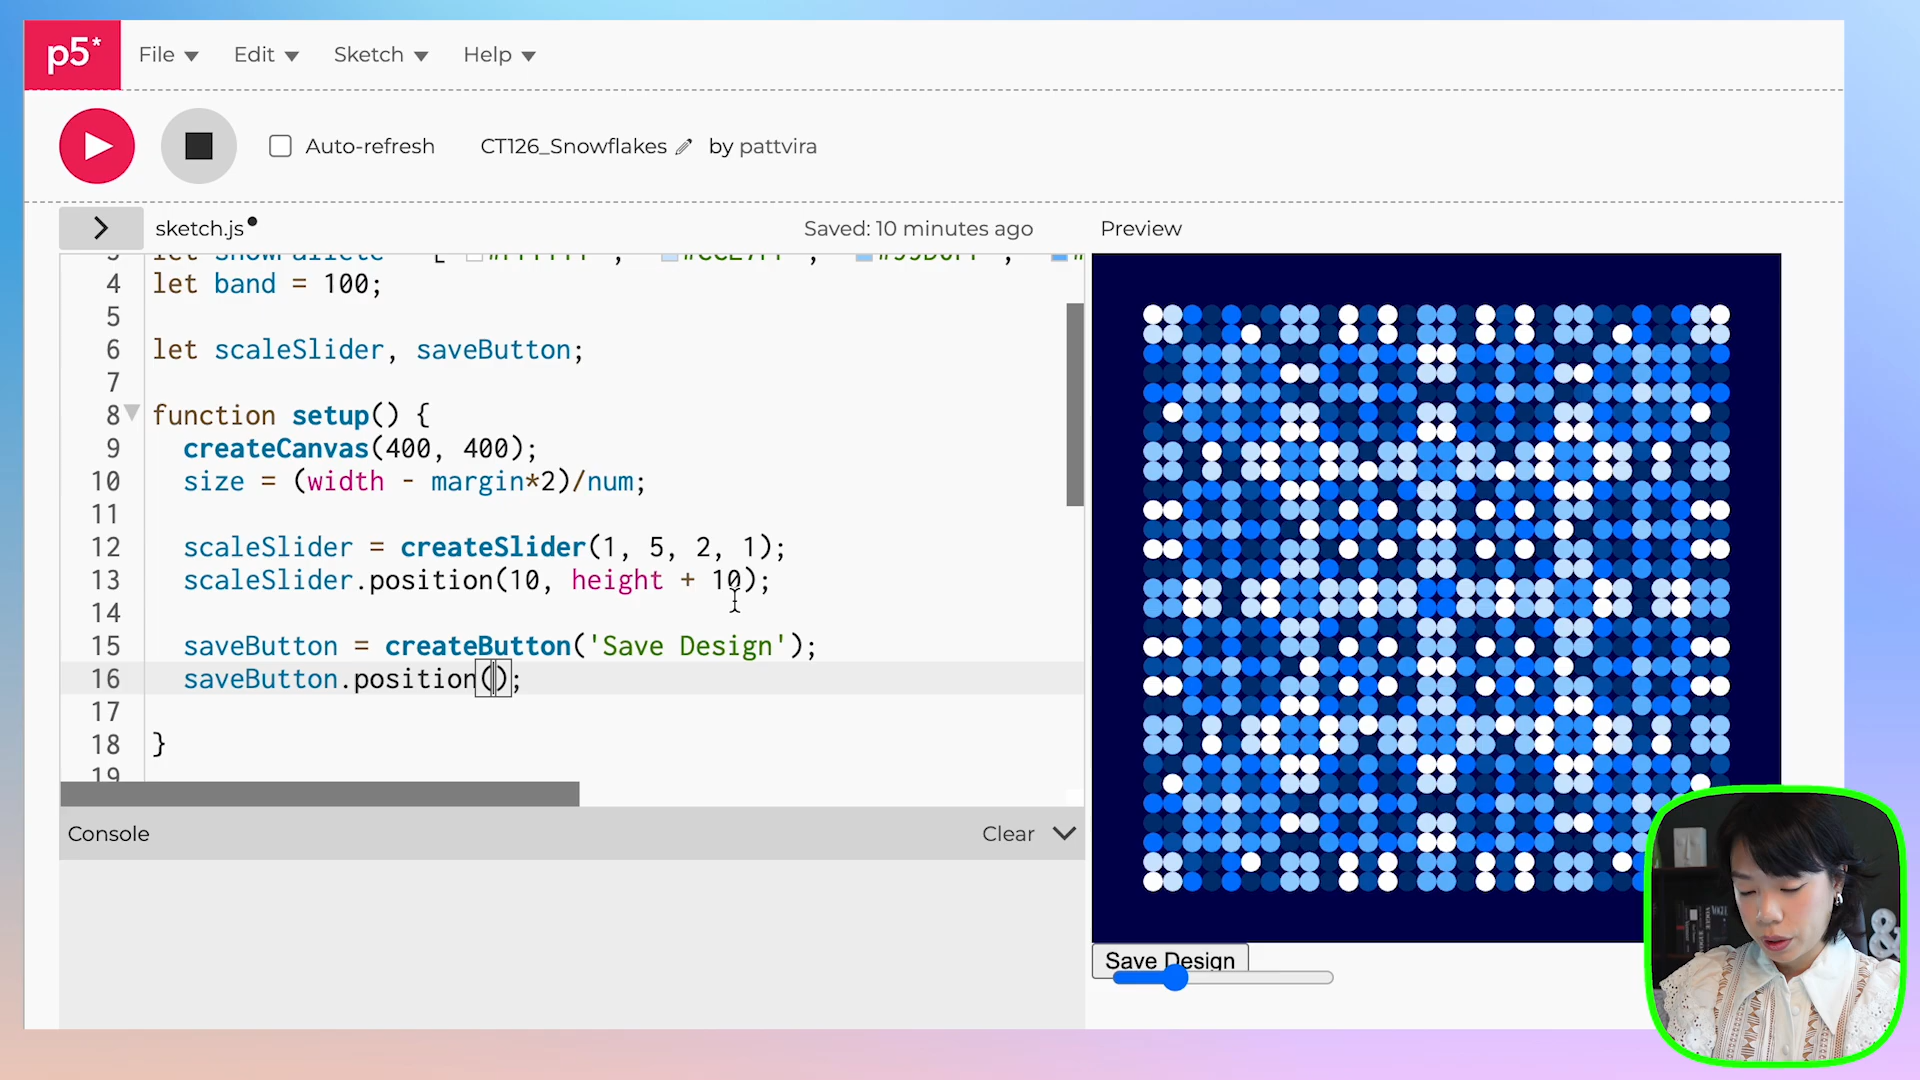 p5*
File Edit Sketch Help
Auto-refresh CT126_Snowflakes by pattvira
sketch.js
Saved: 10 minutes ago
Preview
4 let band = 100;
5
6 let scaleSlider, saveButton;
7
8 function setup() {
9 createCanvas(400, 400);
10 size = (width - margin*2)/num;
11
12 scaleSlider = createSlider(1, 5, 2, 1);
13 scaleSlider.position(10, height + 10);
14
15 saveButton = createButton('Save Design');
16 saveButton.position();
17
18 }
19
Console
Clear
Save Design